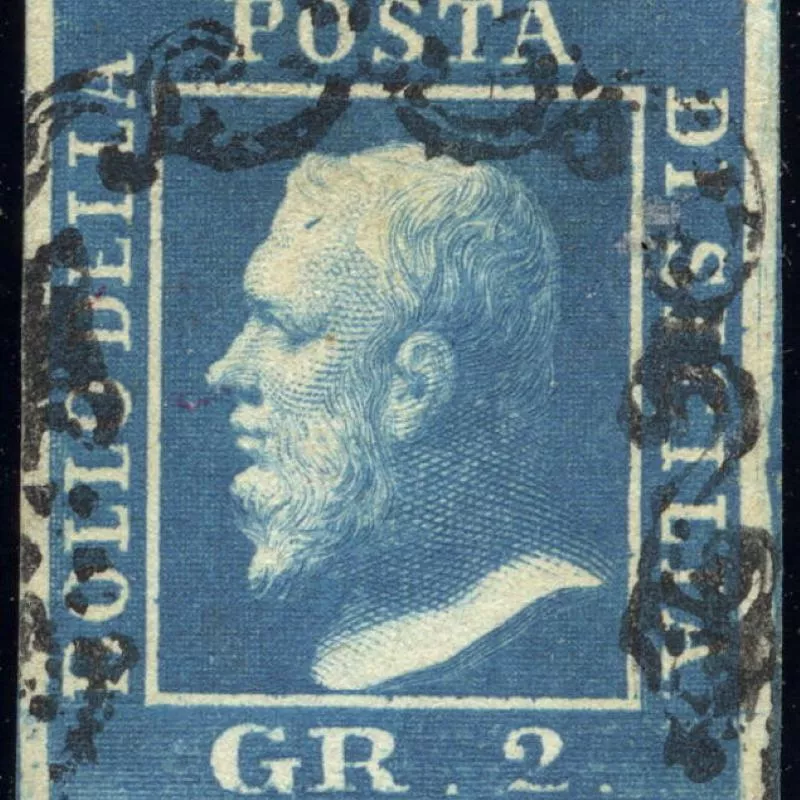 BOLLO DELLA
POSTA
DI SICILIA
GR. 2.